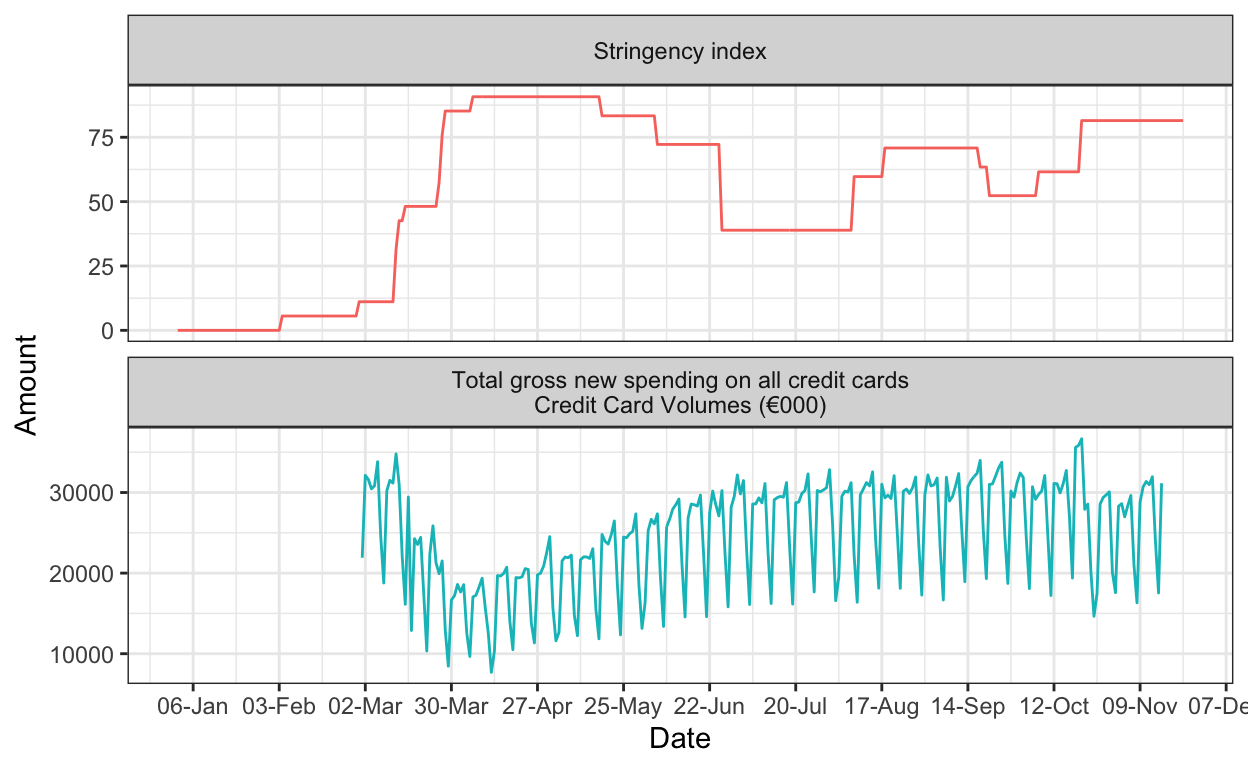 Stringency index
75
50
25
0
Total gross new spending on all credit cards
Credit Card Volumes (€000)
30000
20000
10000
Amount
06-Jan 03-Feb 02-Mar 30-Mar 27-Apr 25-May 22-Jun 20-Jul 17-Aug 14-Sep 12-Oct 09-Nov 07-De
Date